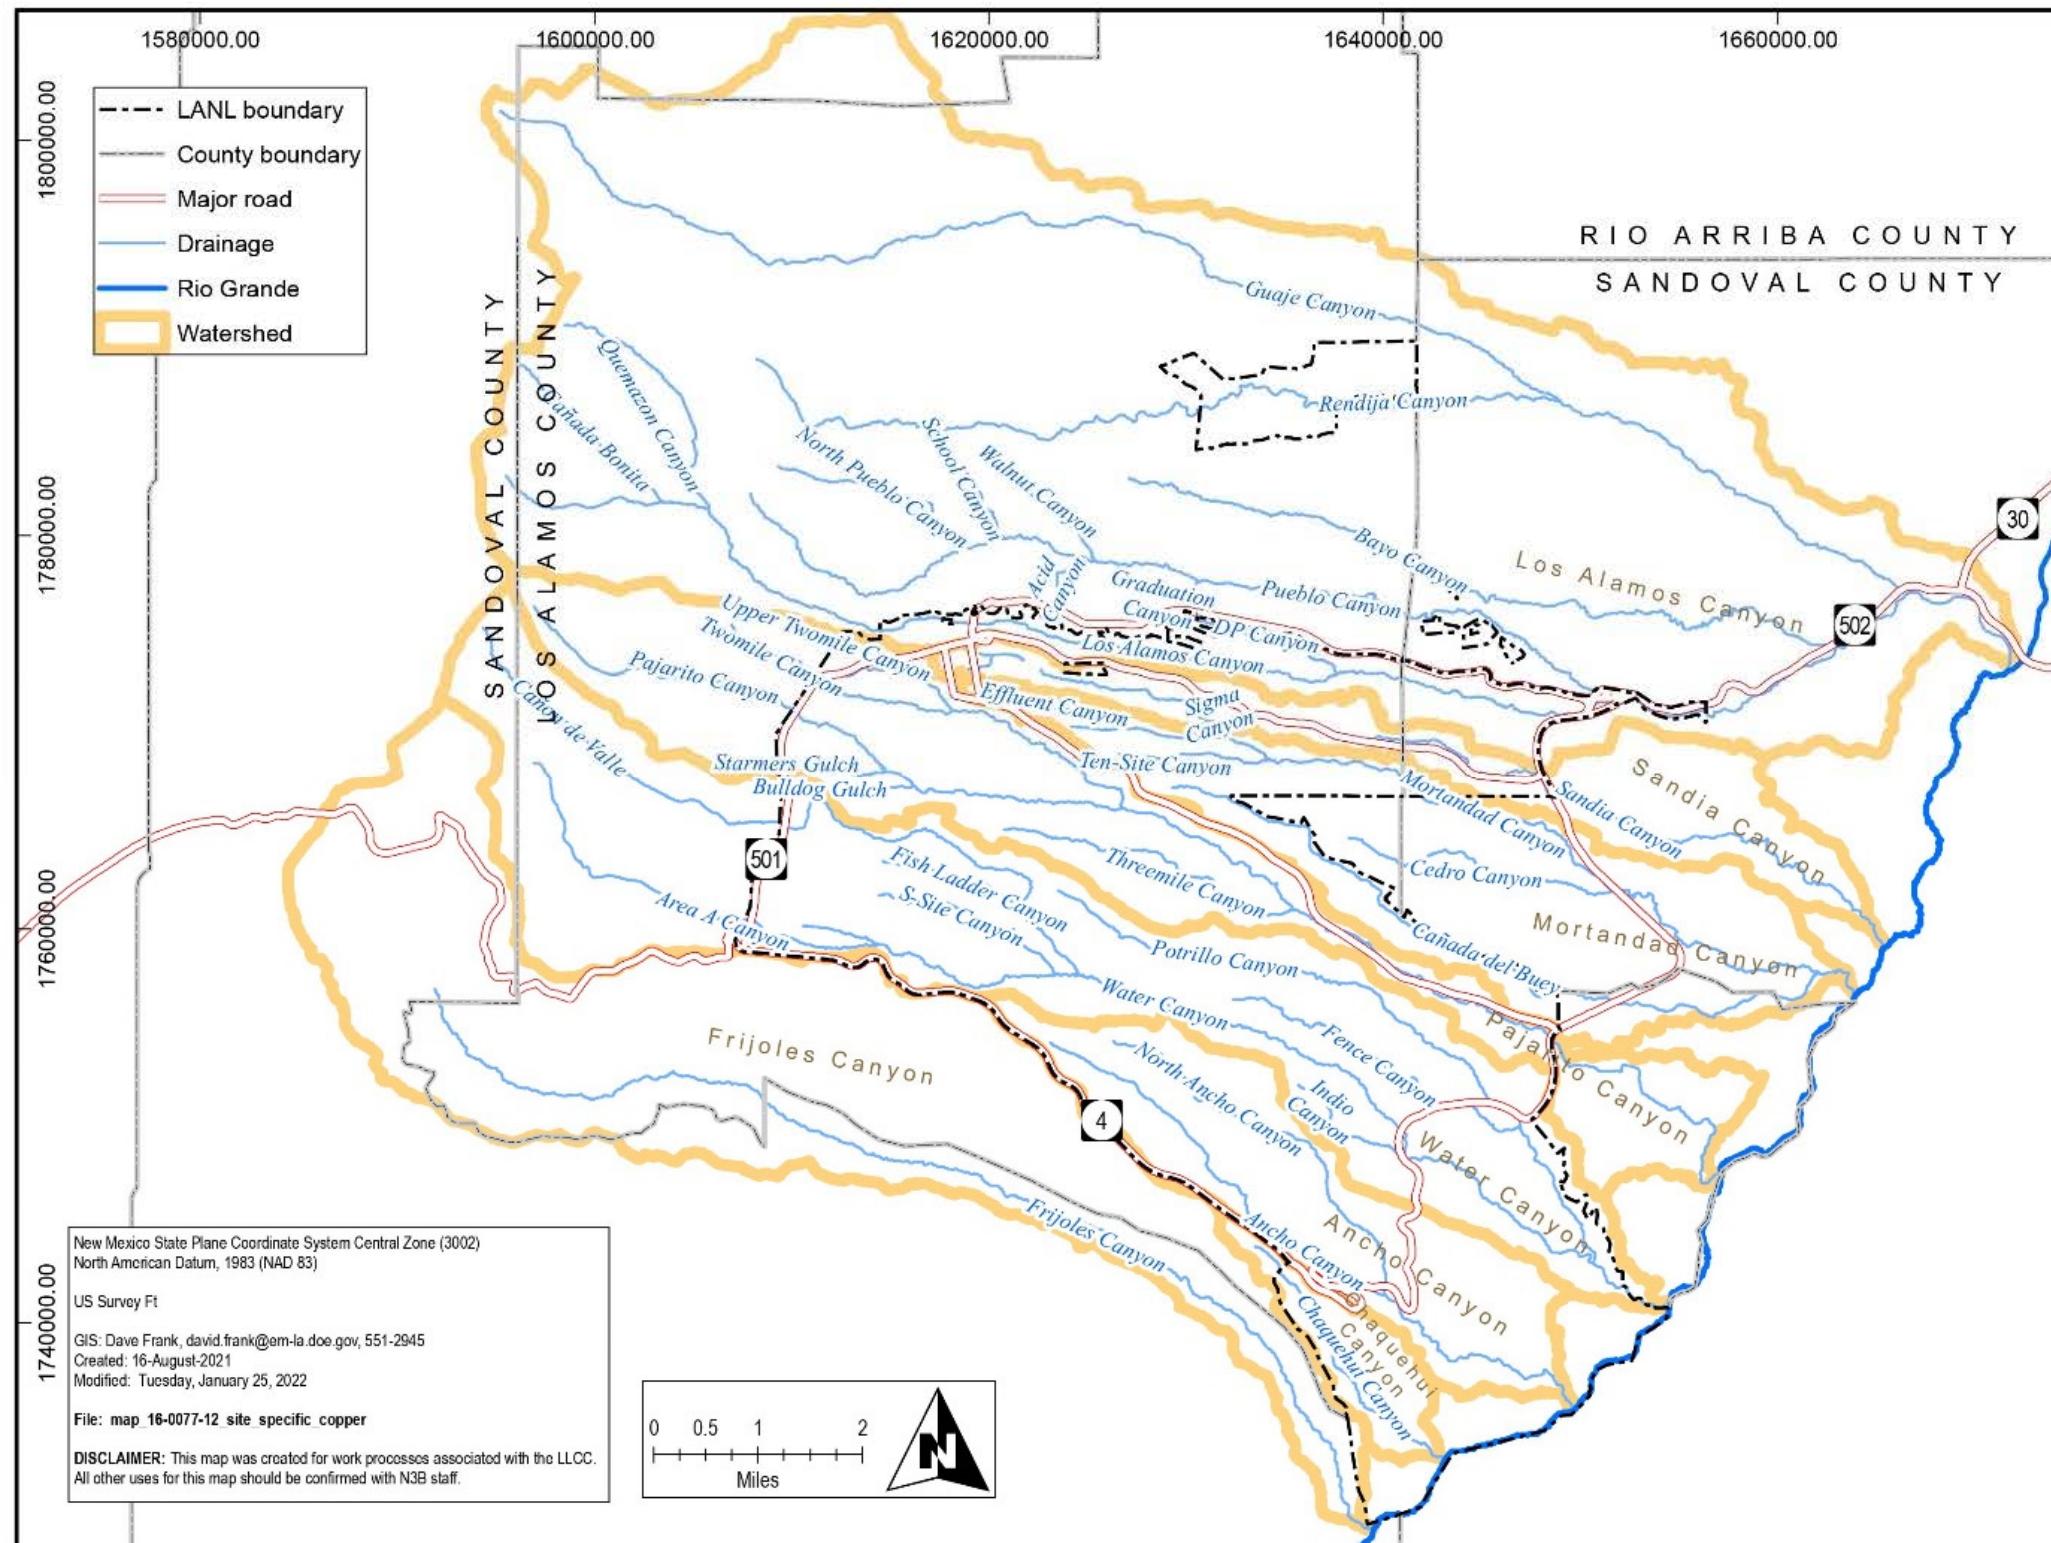 1580000.00
1600000.00
1620000.00
1640000.00
1660000.00
1800000.00
1780000.00
1760000.00
1740000.00
LANL boundary
County boundary
Major road
Drainage
Rio Grande
Watershed
RIO ARRIBA COUNTY
SANDOVAL COUNTY
SANDOVAL COUNTY
LOS ALAMOS COUNTY
Guaje Canyon
Rendija Canyon
Quemazon Canyon
Cañada Bonita
North Pueblo Canyon
School Canyon
Walnut Canyon
Bayo Canyon
Acid
Canyon
Graduation
Canyon
Pueblo Canyon
DP Canyon
Los Alamos Canyon
Los Alamos Canyon
30
502
Upper Twomile Canyon
Twomile Canyon
Pajarito Canyon
Effluent Canyon
Sigma
Canyon
Cañon de Valle
Starmers Gulch
Bulldog Gulch
Ten-Site Canyon
Mortandad Canyon
Sandia Canyon
Sandia Canyon
501
Fish Ladder Canyon
S-Site Canyon
Threemile Canyon
Cedro Canyon
Area A Canyon
Mortandad Canyon
Cañada del Buey
Potrillo Canyon
Water Canyon
Fence Canyon
Pajarito Canyon
Frijoles Canyon
North Ancho Canyon
Indio
Canyon
4
Water Canyon
Frijoles Canyon
Ancho Canyon
Ancho Canyon
Chaquehui Canyon
Chaquehui
Canyon
New Mexico State Plane Coordinate System Central Zone (3002)
North American Datum, 1983 (NAD 83)
US Survey Ft
GIS: Dave Frank, david.frank@em-la.doe.gov, 551-2945
Created: 16-August-2021
Modified: Tuesday, January 25, 2022
File: map_16-0077-12_site_specific_copper
DISCLAIMER: This map was created for work processes associated with the LLCC.
All other uses for this map should be confirmed with N3B staff.
0 0.5 1 2
Miles
N